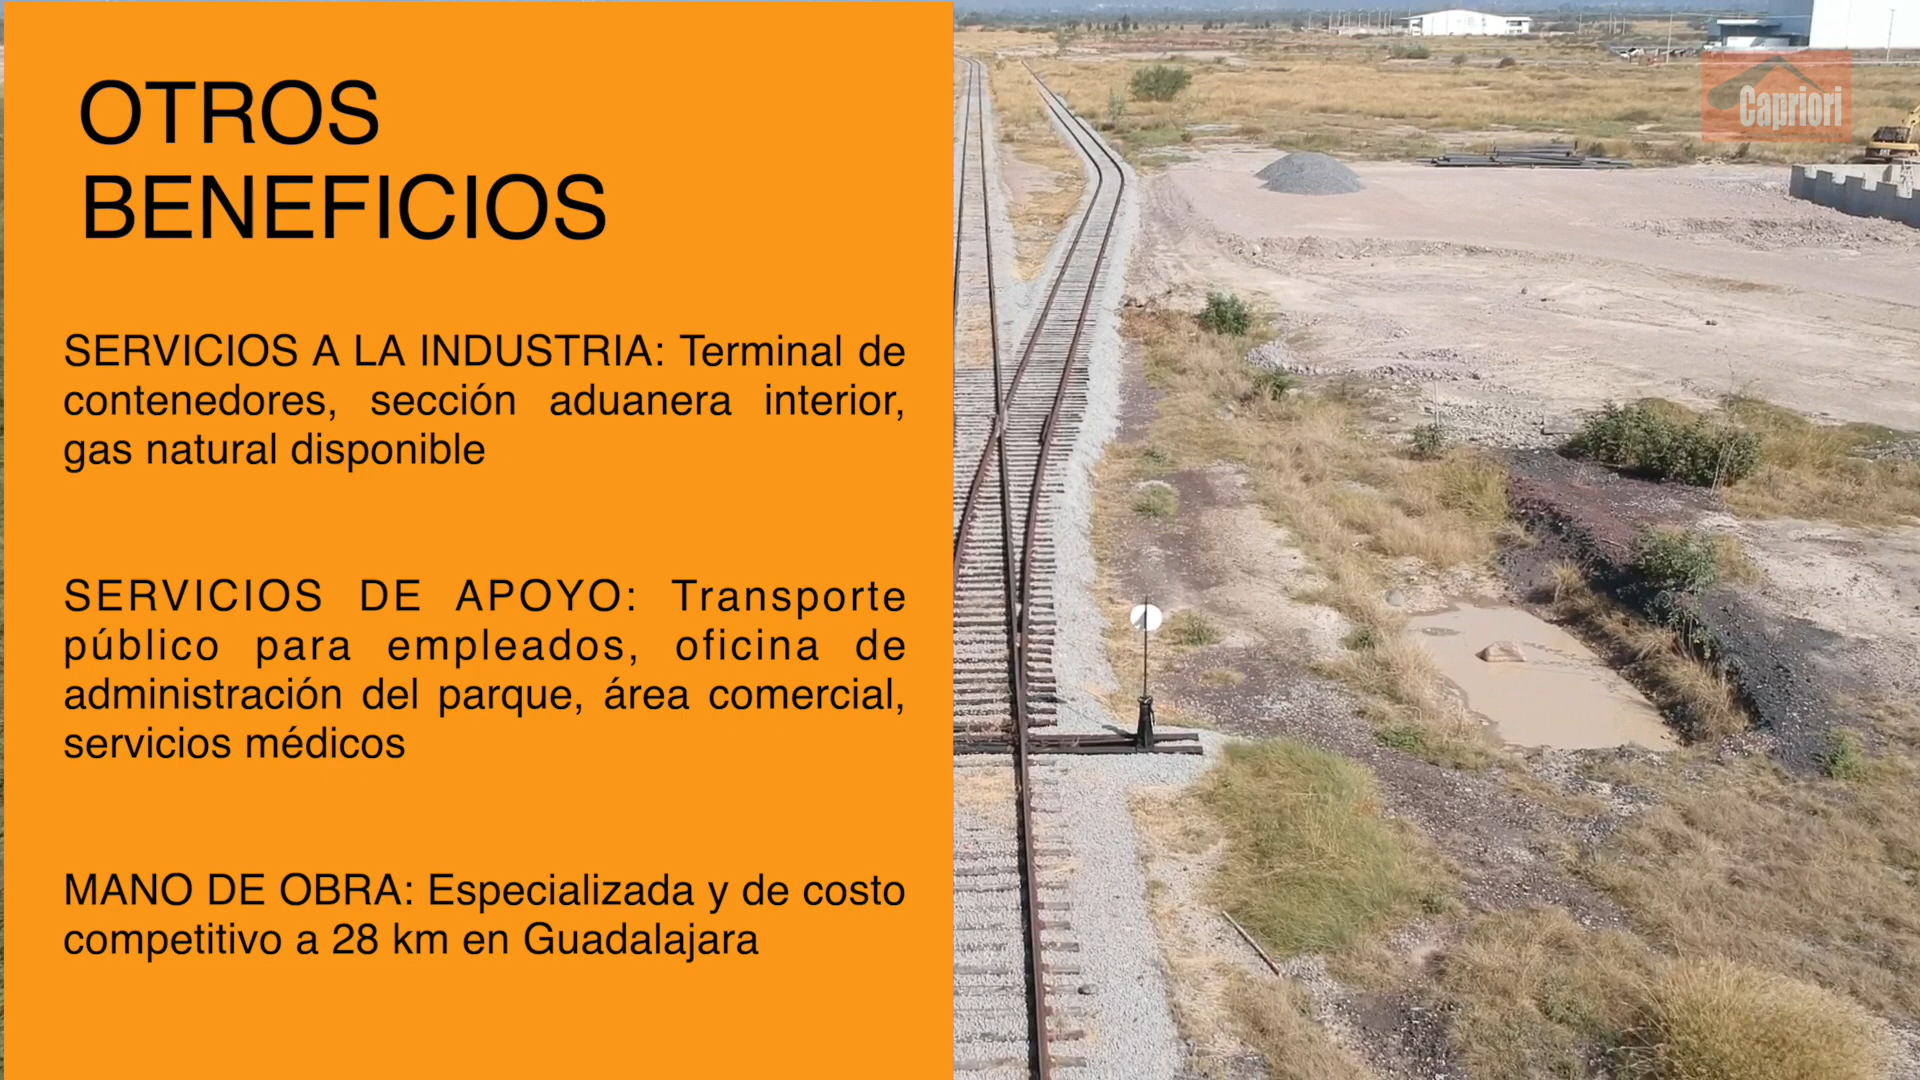 OTROS
BENEFICIOS
SERVICIOS A LA INDUSTRIA: Terminal de
contenedores, sección aduanera interior,
gas natural disponible
SERVICIOS DE APOYO: Transporte
público para empleados, oficina de
administración del parque, área comercial,
servicios médicos
MANO DE OBRA: Especializada y de costo
competitivo a 28 km en Guadalajara
Capriori